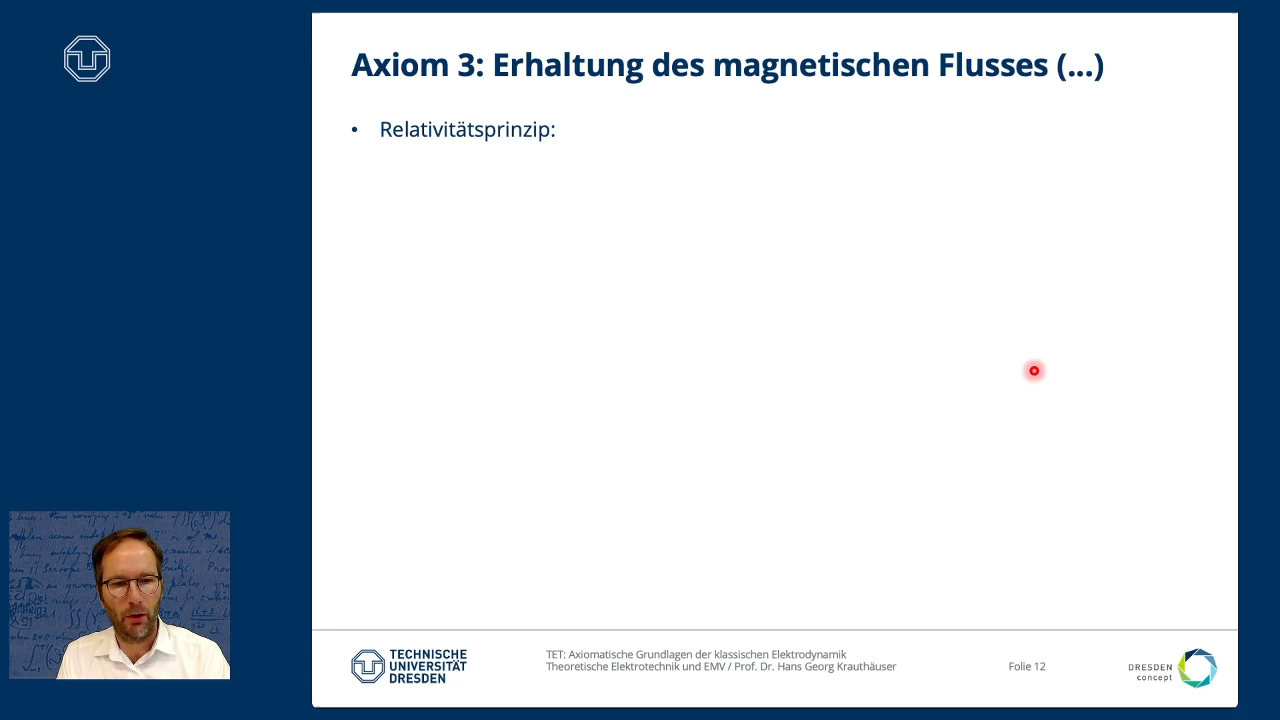 Axiom 3: Erhaltung des magnetischen Flusses (...)
• Relativitätsprinzip:
TECHNISCHE
UNIVERSITÄT
DRESDEN
TET: Axiomatische Grundlagen der klassischen Elektrodynamik
Theoretische Elektrotechnik und EMV / Prof. Dr. Hans Georg Krauthäuser
Folie 12
DRESDEN
concept